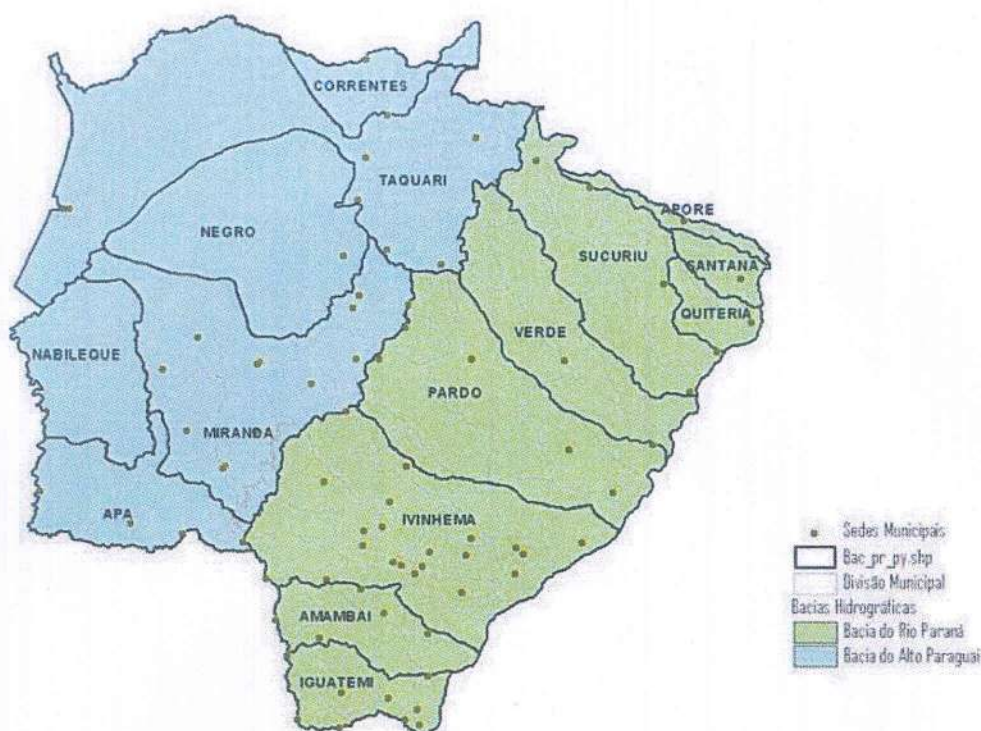 CORRENTES
TAQUARI
NEGRO
APORE
SUCURIU
SANTANA
QUITERIA
VERDE
NABILEQUE
PARDO
MIRANDA
APA
IVINHEMA
AMAMBAI
IGUATEMI
Sedes Municipais
Bac_pr_py.shp
Divisão Municipal
Bacias Hidrográficas
Bacia do Rio Paraná
Bacia do Alto Paraguai